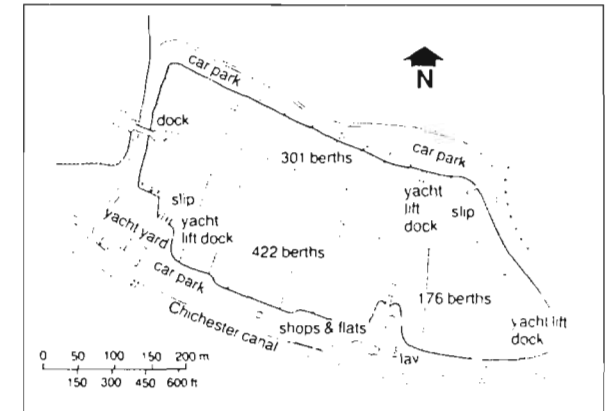 car park
N
dock
301 berths
car park
yacht
lift
dock
slip
slip
yacht
lift dock
yacht yard
422 berths
car park
176 berths
Chichester canal
shops & flats
yacht lift
dock
lav
0 50 100 150 200 m
150 300 450 600 ft